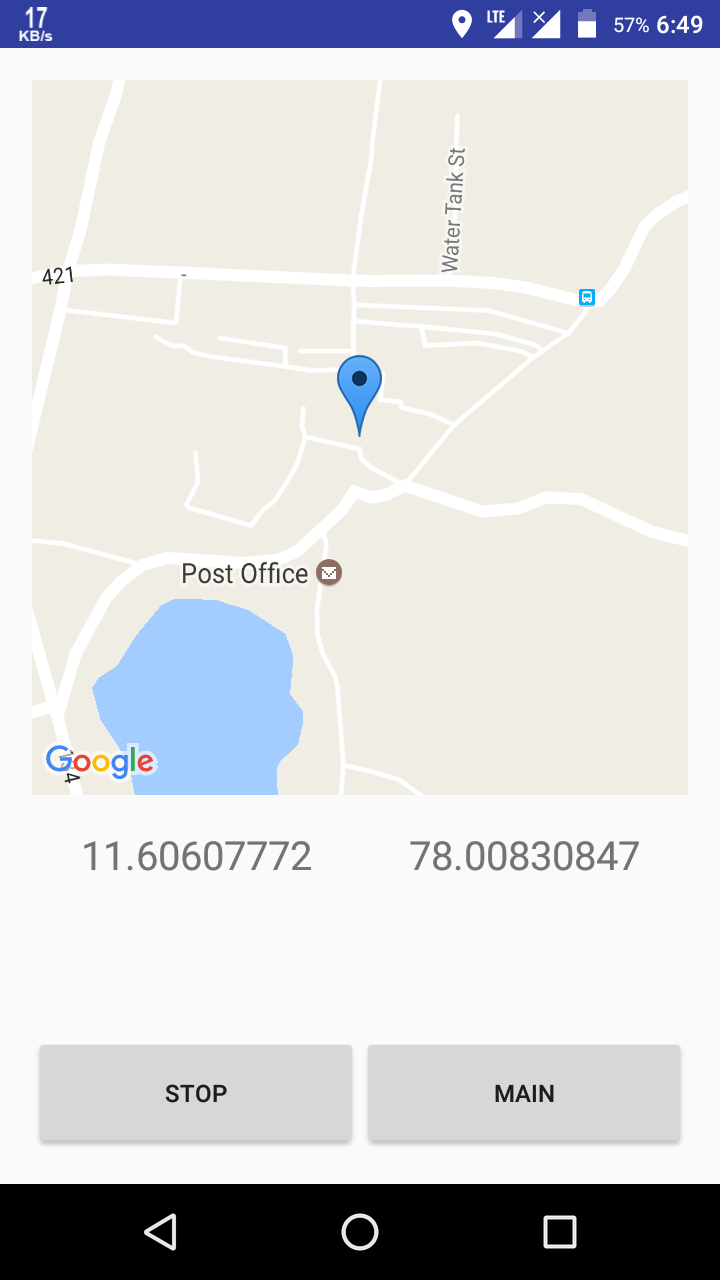 17
KB/s
LTE
57% 6:49
Water Tank St
421
Post Office
Google
11.60607772 78.00830847
STOP MAIN